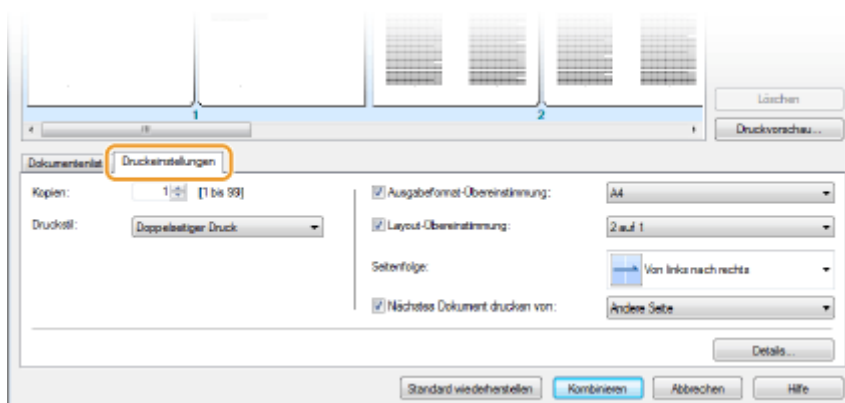 1
2
Löschen
Druckvorschau...
Dokumentenlist
Druckeinstellungen
Kopien:
1
[1 bis 99]
Druckstil:
Doppelseitiger Druck
Ausgabeformat-Übereinstimmung:
A4
Layout-Übereinstimmung:
2 auf 1
Seitenfolge:
Von links nach rechts
Nächstes Dokument drucken von:
Andere Seite
Details...
Standard wiederherstellen
Kombinieren
Abbrechen
Hilfe